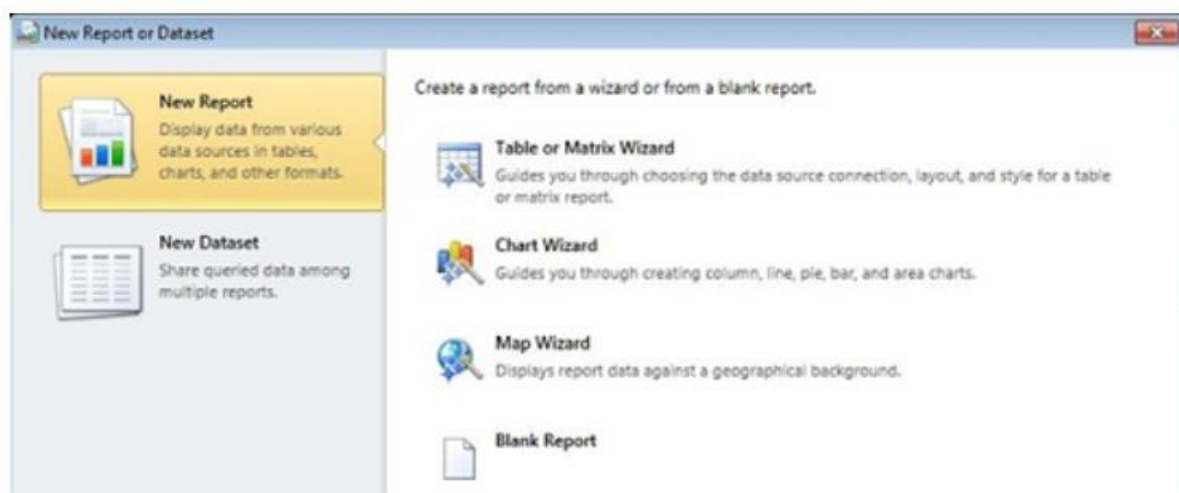 New Report or Dataset
New Report
Display data from various
data sources in tables,
charts, and other formats.
New Dataset
Share queried data among
multiple reports.
Create a report from a wizard or from a blank report.
Table or Matrix Wizard
Guides you through choosing the data source connection, layout, and style for a table
or matrix report.
Chart Wizard
Guides you through creating column, line, pie, bar, and area charts.
Map Wizard
Displays report data against a geographical background.
Blank Report